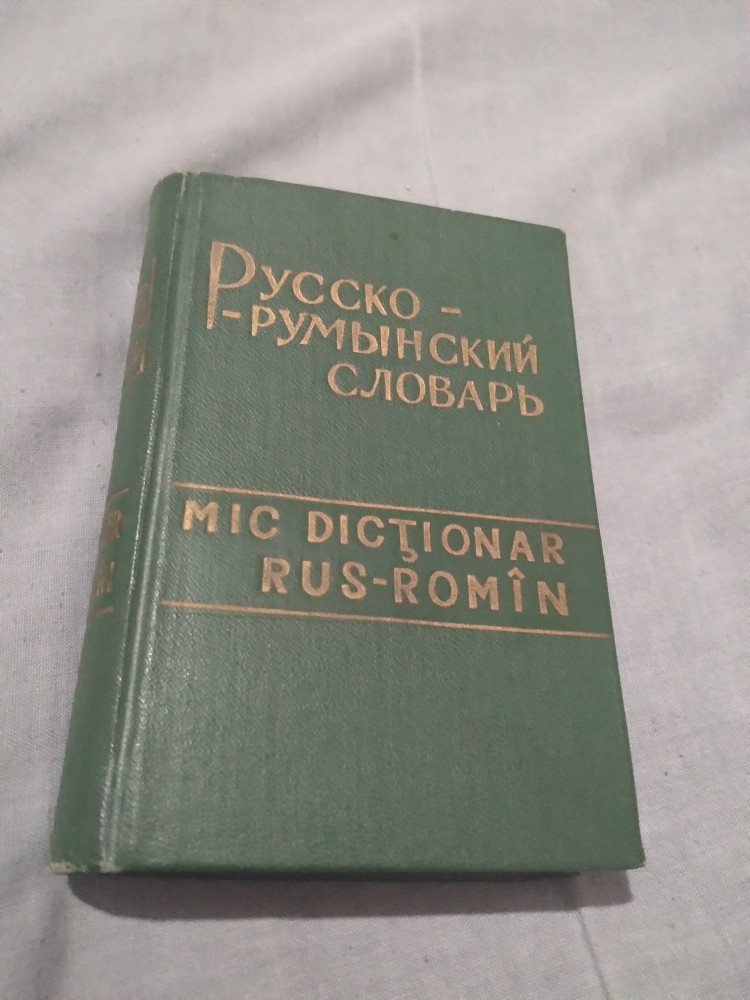 Русско -
-румынский
словарь
MIC DICŢIONAR
RUS-ROMÎN